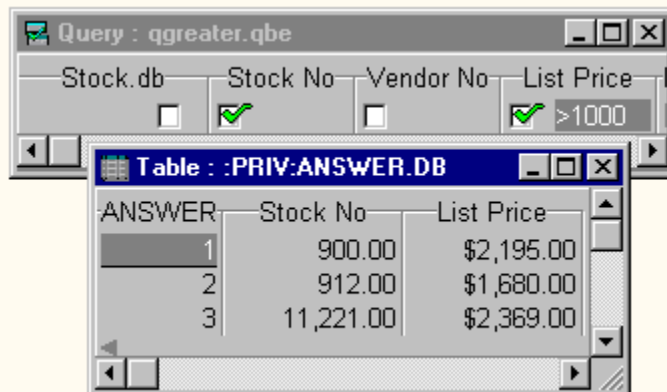 Query : qgreater.qbe
Stock.db Stock No Vendor No List Price
>1000
Table : :PRIV:ANSWER.DB
ANSWER Stock No List Price
1 900.00 $2,195.00
2 912.00 $1,680.00
3 11,221.00 $2,369.00